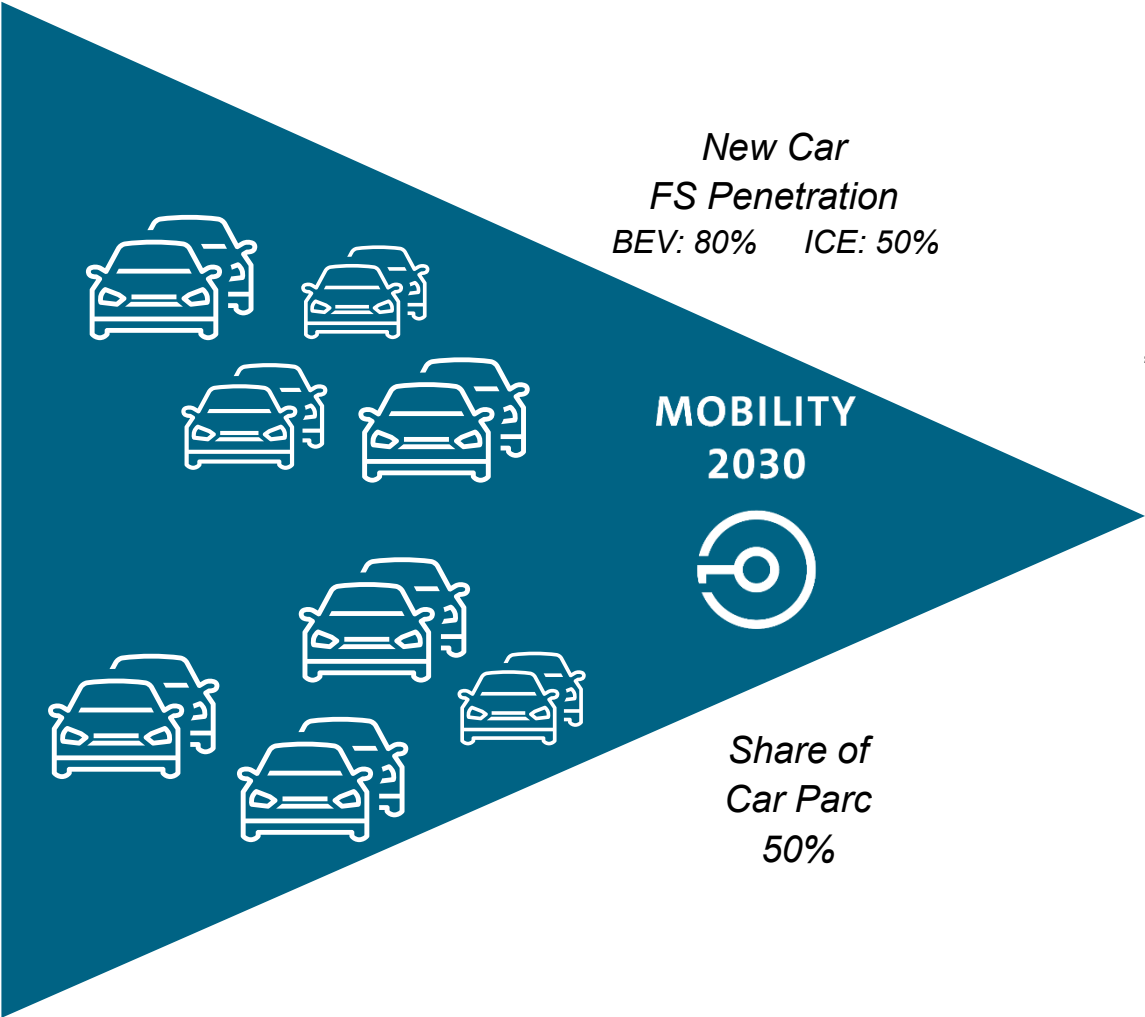 New Car
FS Penetration
BEV: 80% ICE: 50%
MOBILITY
2030
Share of
Car Parc
50%